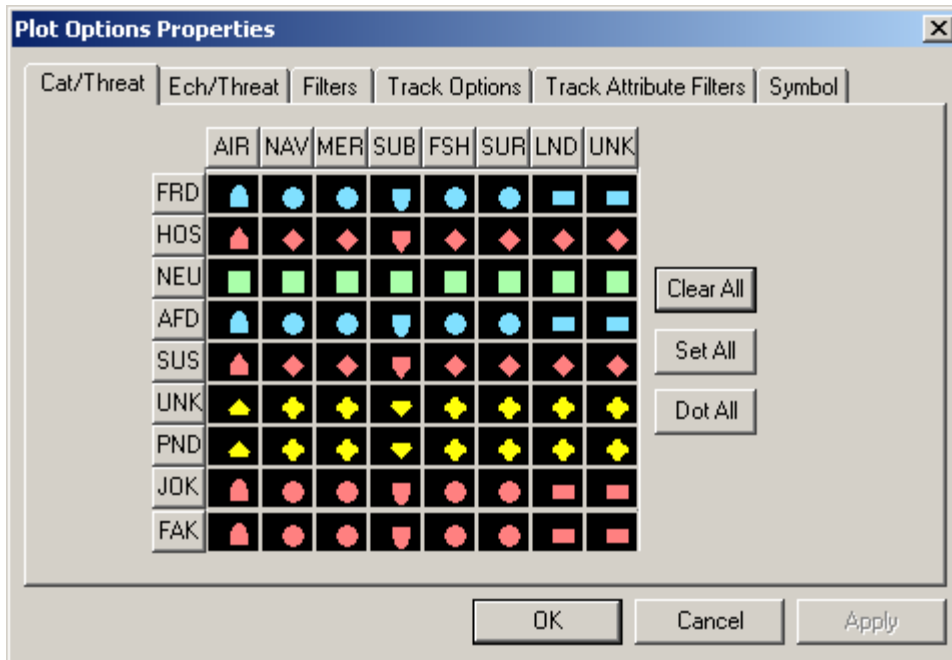 Plot Options Properties
Cat/Threat Ech/Threat Filters Track Options Track Attribute Filters Symbol
AIR NAV MER SUB FSH SUR LND UNK
FRD
HOS
NEU
Clear All
AFD
SUS
Set All
UNK
Dot All
PND
JOK
FAK
OK Cancel Apply